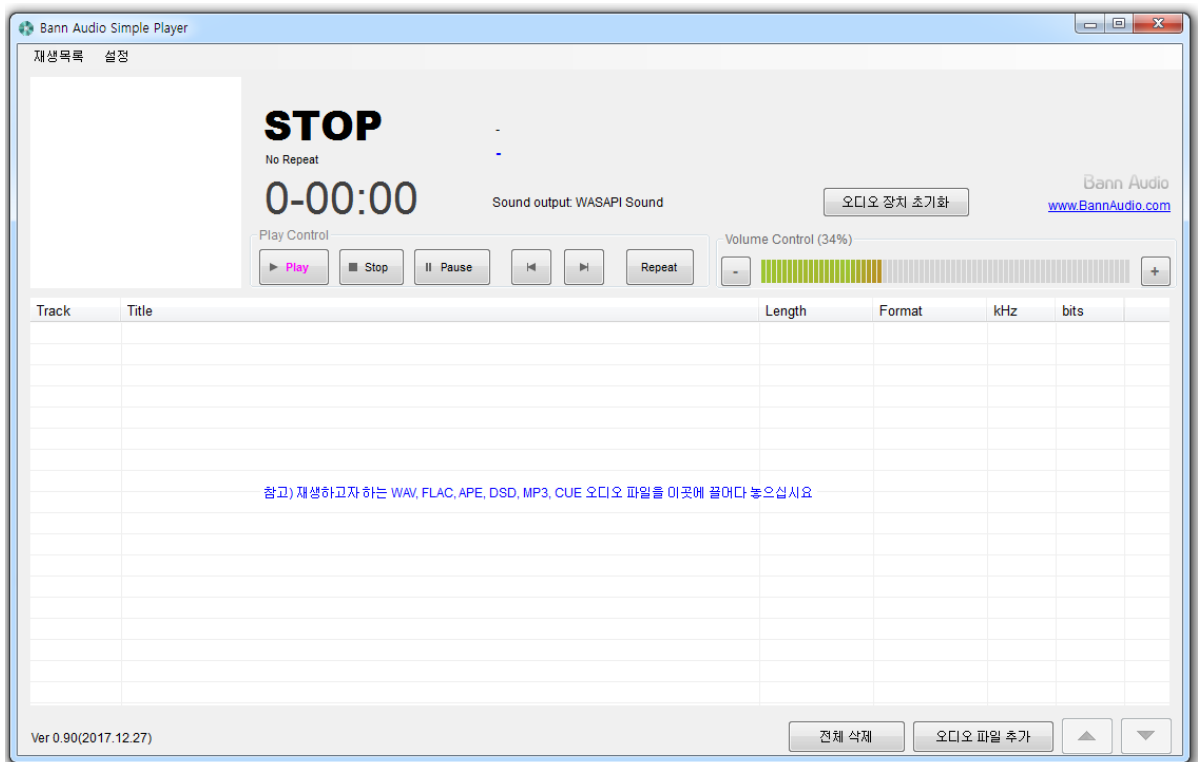 Bann Audio Simple Player
재생목록 설정
STOP
-
No Repeat
-
0-00:00
Sound output: WASAPI Sound
오디오 장치 초기화
Bann Audio
www.BannAudio.com
Play Control
Volume Control (34%)
Play Stop Pause Repeat
- +
Track Title Length Format kHz bits
참고) 재생하고자 하는 WAV, FLAC, APE, DSD, MP3, CUE 오디오 파일을 이곳에 끌어다 놓으십시요
Ver 0.90(2017.12.27)
전체 삭제 오디오 파일 추가